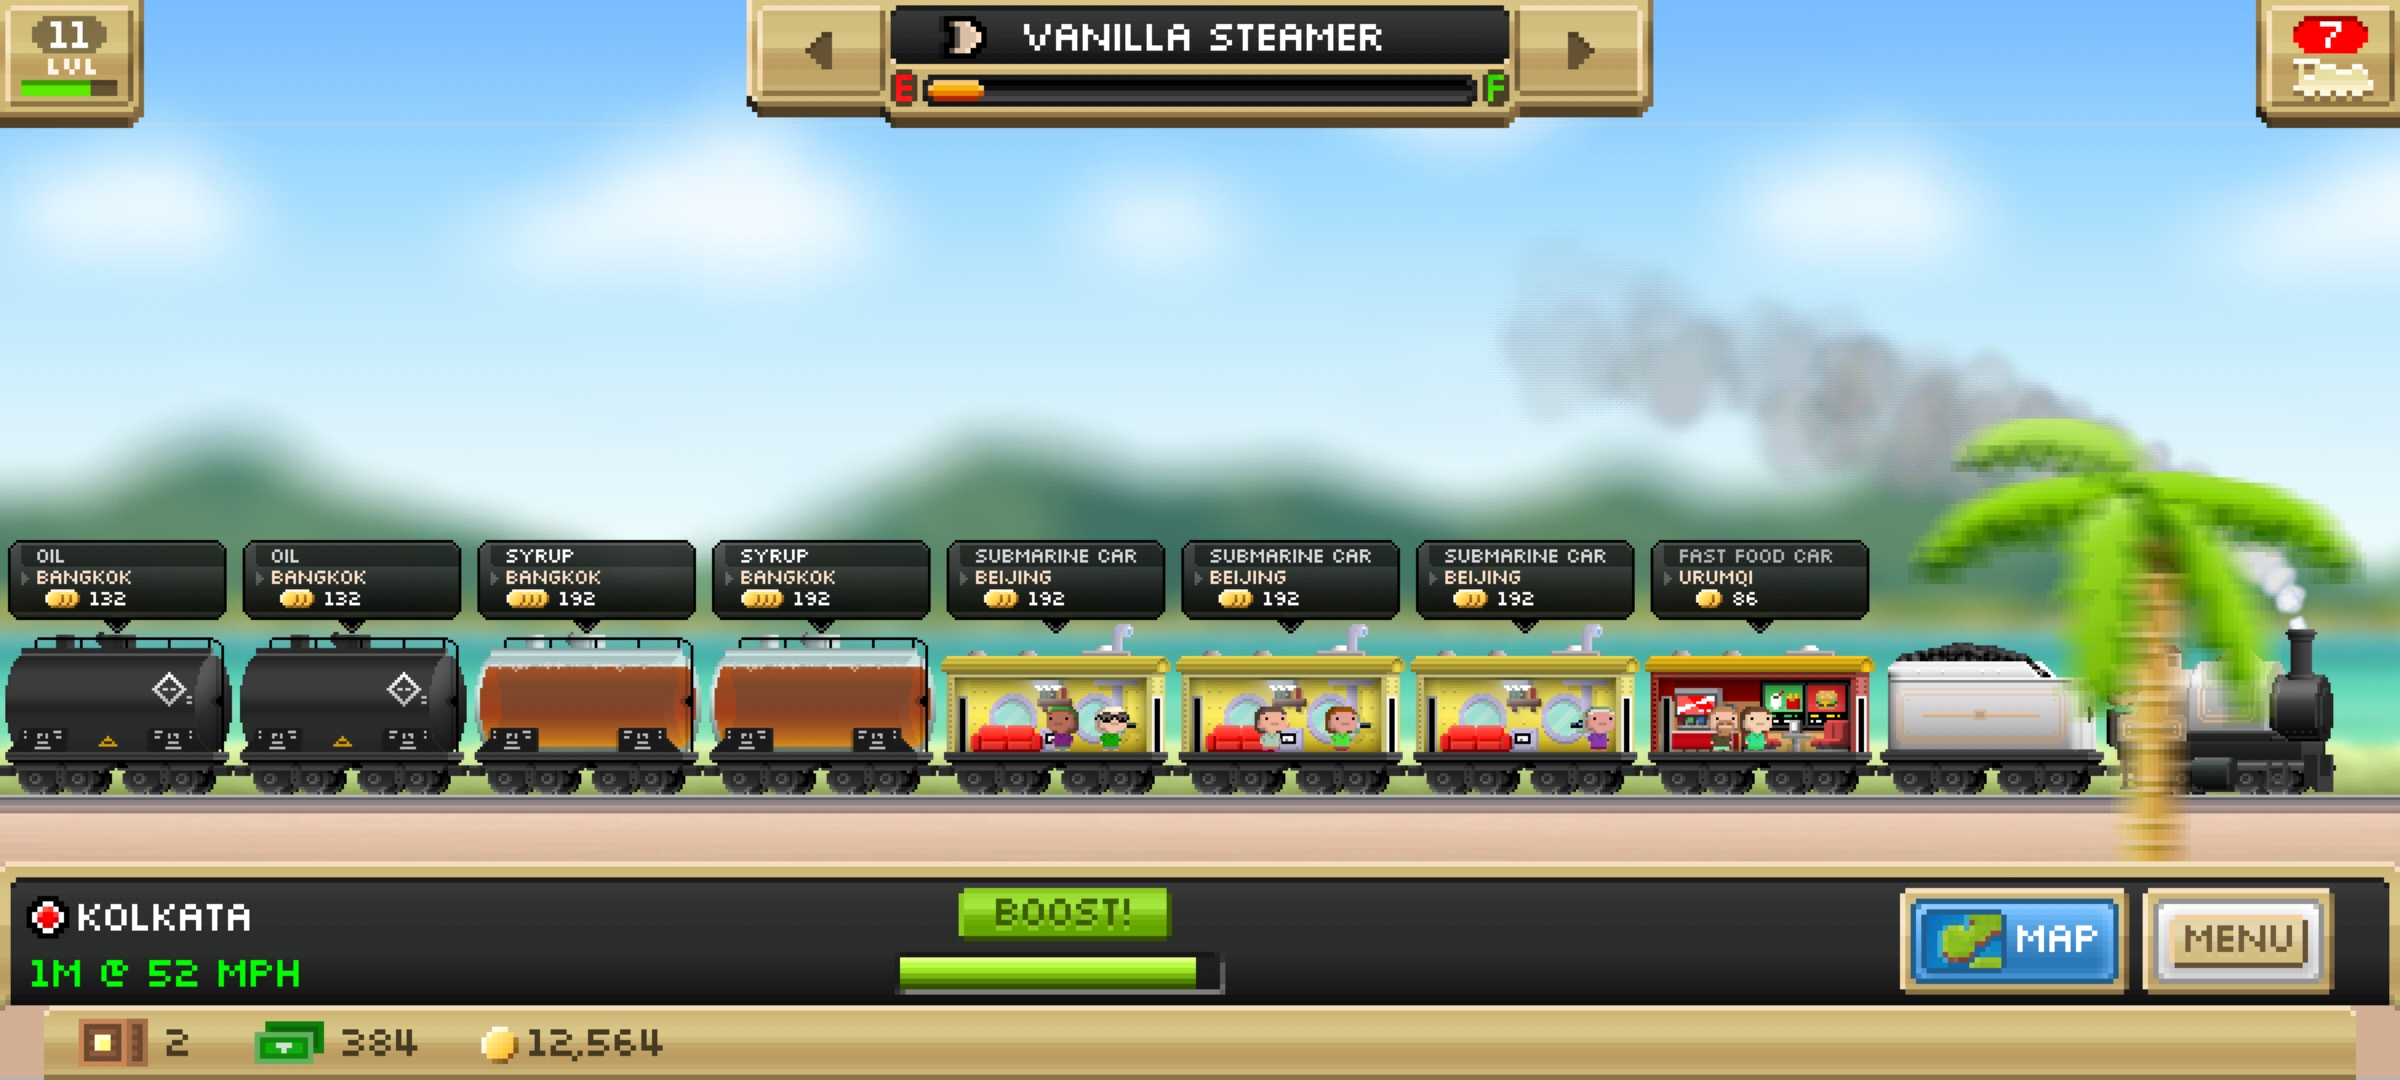 11
LVL
VANILLA STEAMER
E
F
7
OIL
BANGKOK
132
OIL
BANGKOK
132
SYRUP
BANGKOK
192
SYRUP
BANGKOK
192
SUBMARINE CAR
BEIJING
192
SUBMARINE CAR
BEIJING
192
SUBMARINE CAR
BEIJING
192
FAST FOOD CAR
URUMQI
86
KOLKATA
1M @ 52 MPH
BOOST!
MAP
MENU
2
384
12,564